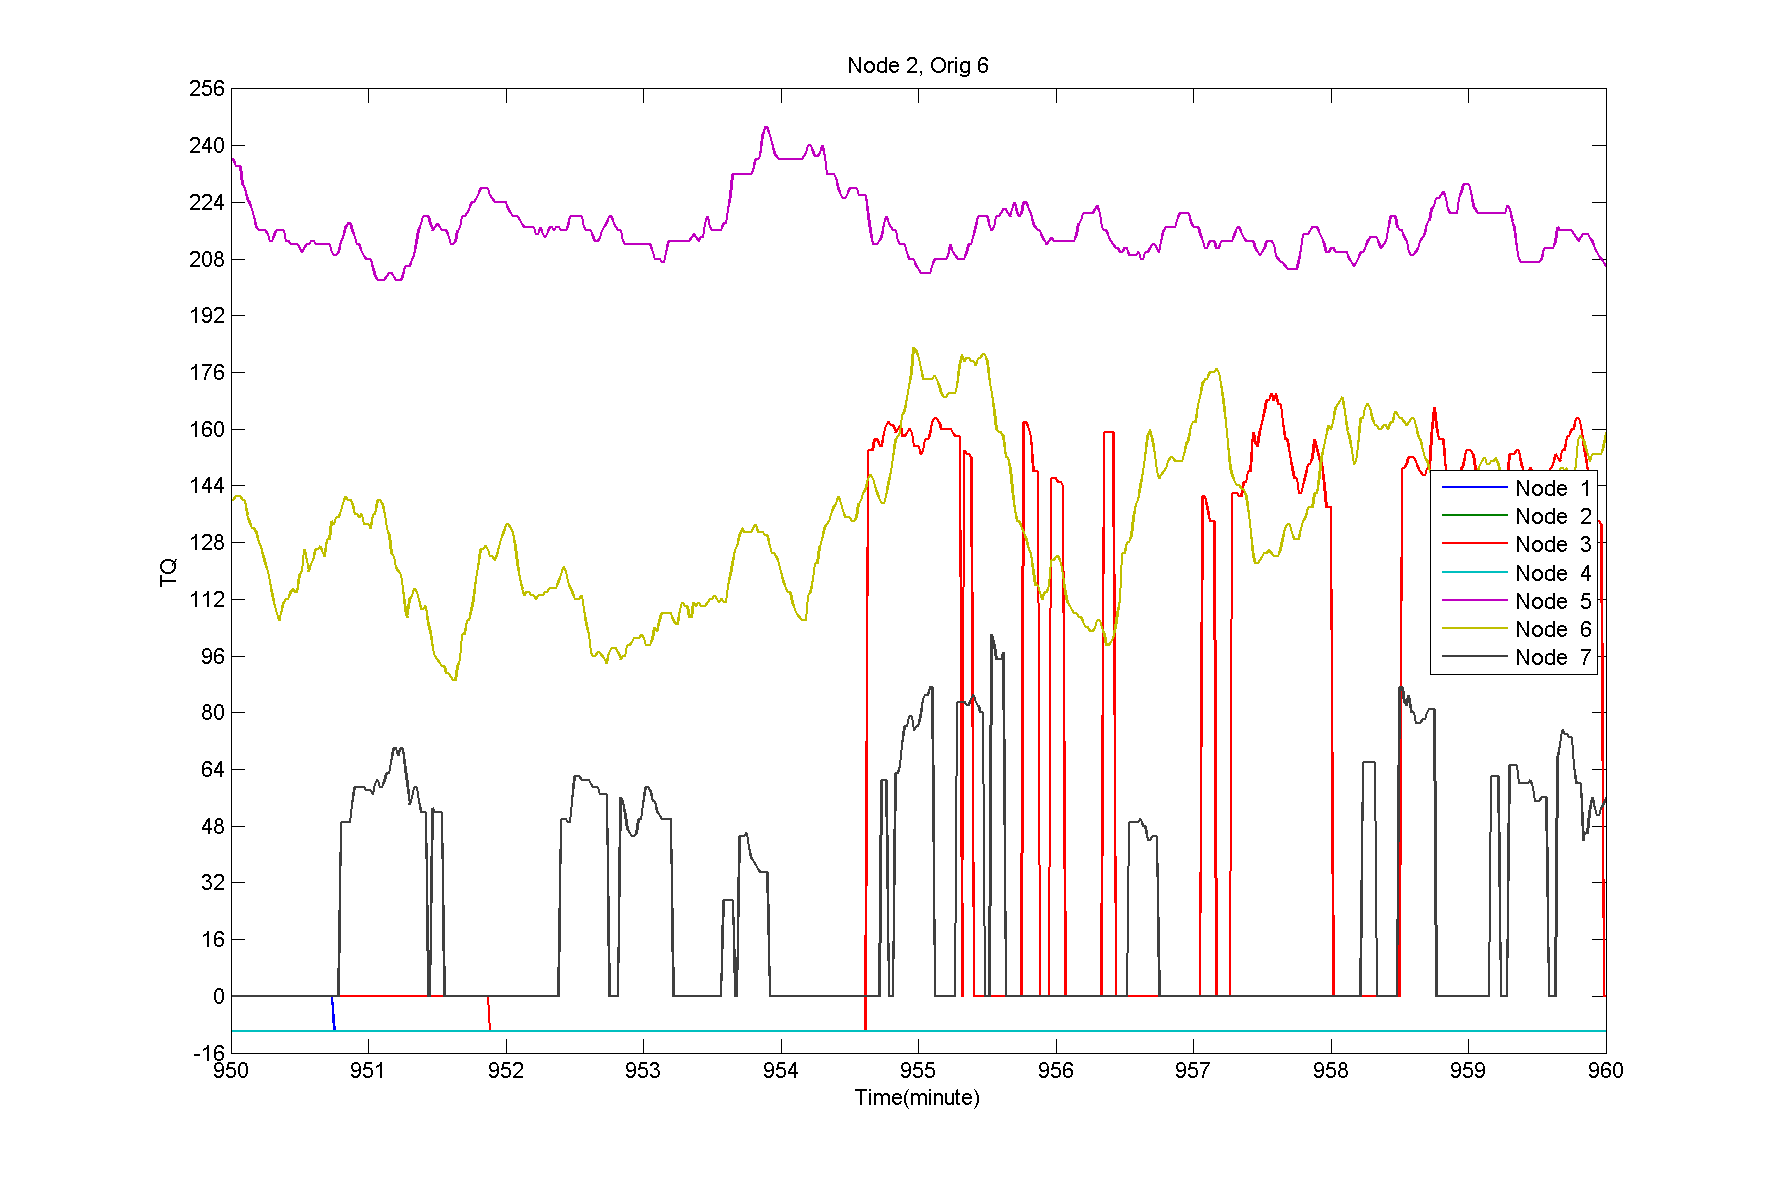 Node 2, Orig 6
256
240
224
208
192
176
160
144
128
112
96
80
64
48
32
16
0
-16
TQ
Node 1
Node 2
Node 3
Node 4
Node 5
Node 6
Node 7
950 951 952 953 954 955 956 957 958 959 960
Time(minute)